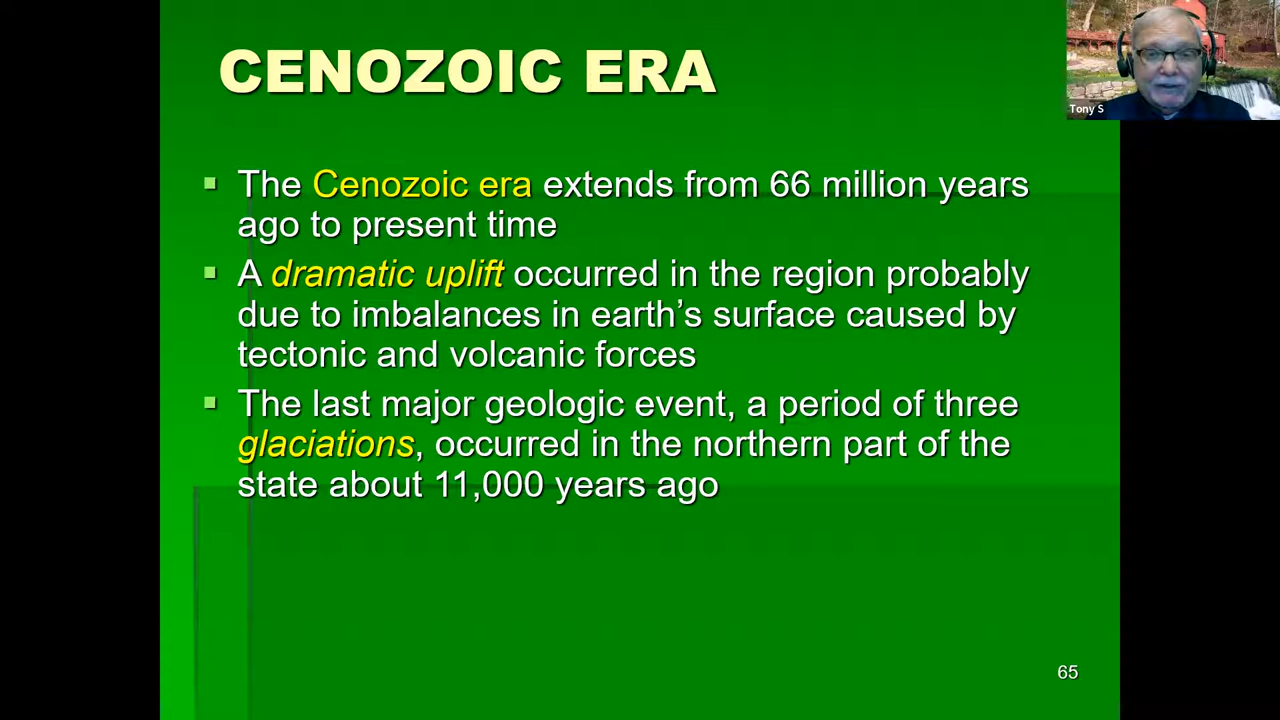 CENOZOIC ERA
Tony S
The Cenozoic era extends from 66 million years
ago to present time
A dramatic uplift occurred in the region probably
due to imbalances in earth’s surface caused by
tectonic and volcanic forces
The last major geologic event, a period of three
glaciations, occurred in the northern part of the
state about 11,000 years ago
65